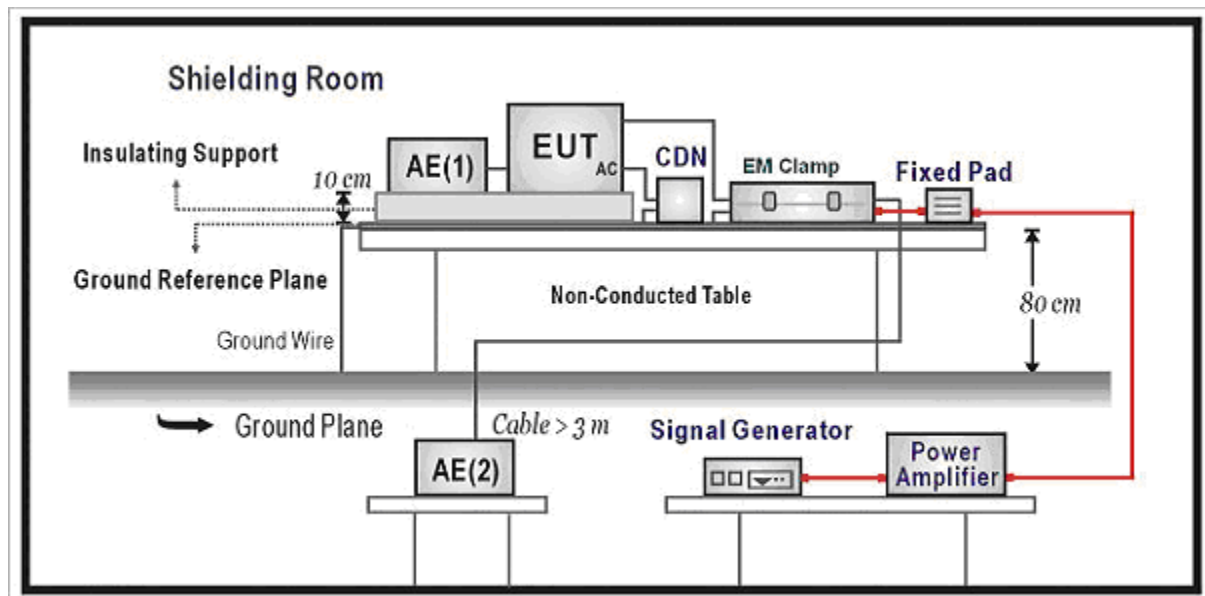 Shielding Room
Insulating Support
10 cm
AE(1)
EUT
AC
CDN
EM Clamp
Fixed Pad
Ground Reference Plane
Non-Conducted Table
80 cm
Ground Wire
Ground Plane
Cable > 3 m
Signal Generator
AE(2)
Power
Amplifier